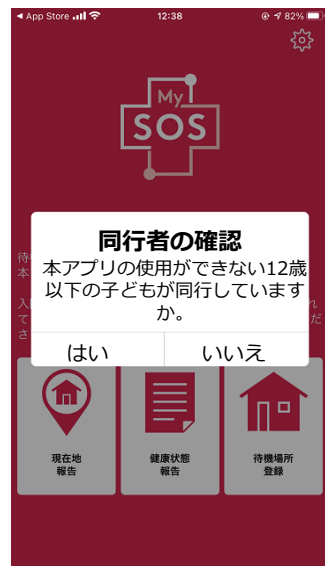 App Store
12:38
82%
My
SOS
同行者の確認
本アプリの使用ができない12歳
以下の子どもが同行しています
か。
はい
いいえ
現在地
報告
健康状態
報告
待機場所
登録